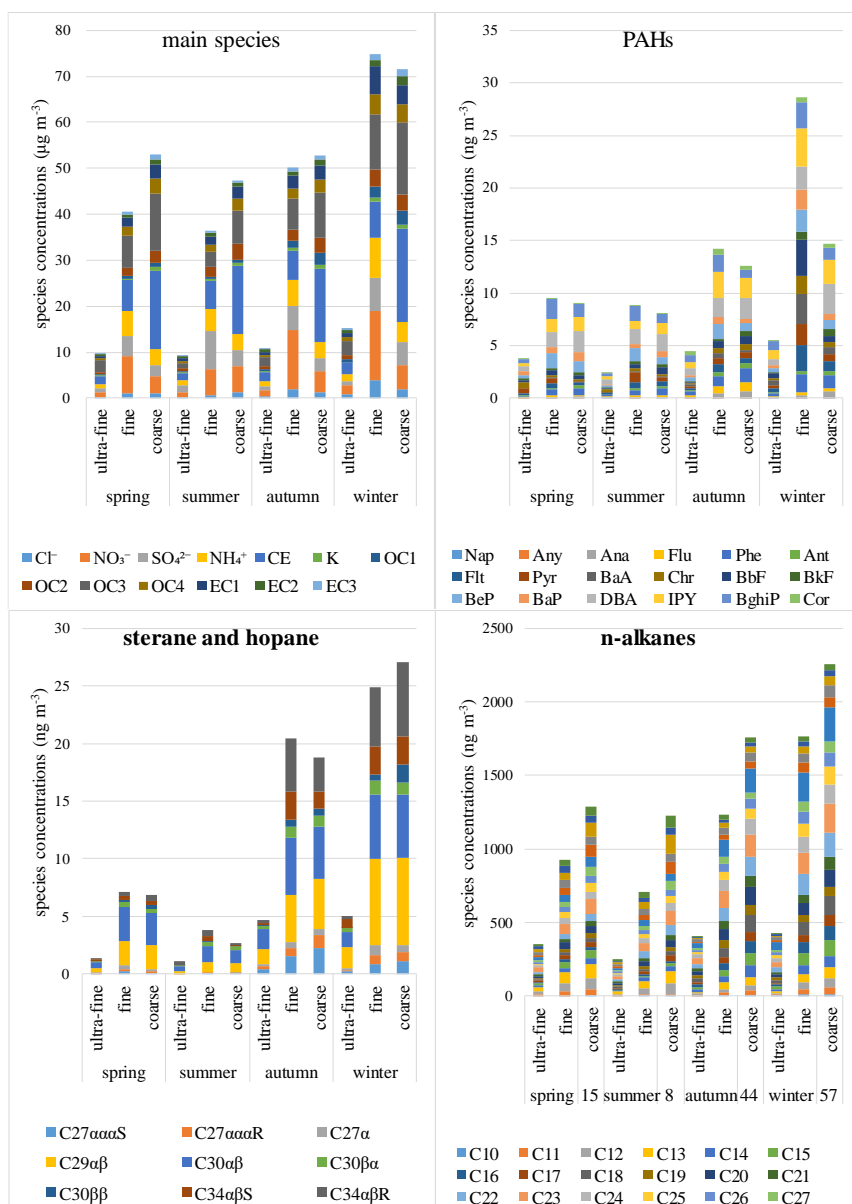 main species
80
70
60
50
40
30
20
10
0
species concentrations (μg m⁻³)
ultra-fine fine coarse ultra-fine fine coarse ultra-fine fine coarse ultra-fine fine coarse
spring summer autumn winter
Cl⁻ NO₃⁻ SO₄²⁻ NH₄⁺ CE K OC1
OC2 OC3 OC4 EC1 EC2 EC3
PAHs
35
30
25
20
15
10
5
0
species concentrations (ng m⁻³)
ultra-fine fine coarse ultra-fine fine coarse ultra-fine fine coarse ultra-fine fine coarse
spring summer autumn winter
Nap Any Ana Flu Phe Ant
Flt Pyr BaA Chr BbF BkF
BeP BaP DBA IPY BghiP Cor
sterane and hopane
30
25
20
15
10
5
0
species concentrations (ng m⁻³)
ultra-fine fine coarse ultra-fine fine coarse ultra-fine fine coarse ultra-fine fine coarse
spring summer autumn winter
C27αααS C27αααR C27α
C29αβ C30αβ C30βα
C30ββ C34αβS C34αβR
n-alkanes
2500
2000
1500
1000
500
0
species concentrations (ng m⁻³)
ultra-fine fine coarse ultra-fine fine coarse ultra-fine fine coarse ultra-fine fine coarse
spring 15 summer 8 autumn 44 winter 57
C10 C11 C12 C13 C14 C15
C16 C17 C18 C19 C20 C21
C22 C23 C24 C25 C26 C27